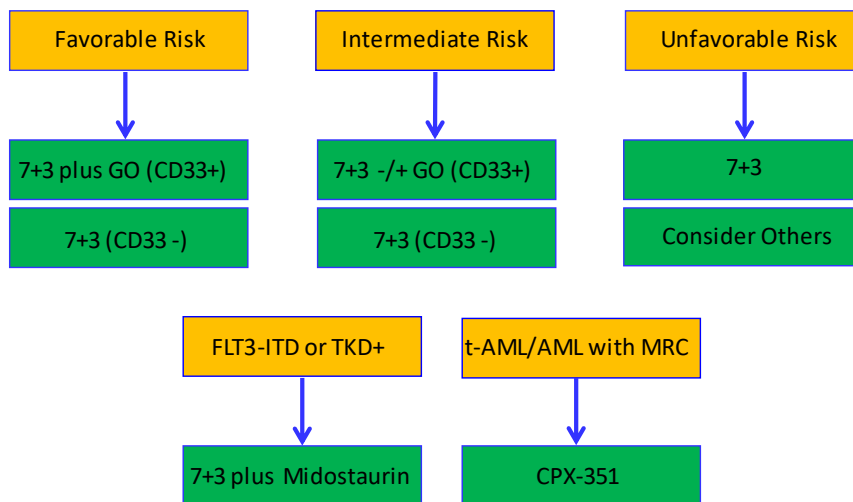 Favorable Risk
Intermediate Risk
Unfavorable Risk
7+3 plus GO (CD33+)
7+3 -/+ GO (CD33+)
7+3
7+3 (CD33 -)
7+3 (CD33 -)
Consider Others
FLT3-ITD or TKD+
t-AML/AML with MRC
7+3 plus Midostaurin
CPX-351